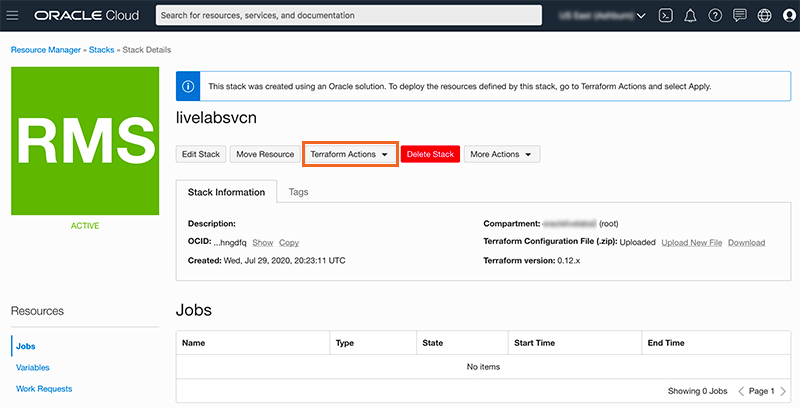 ORACLE Cloud
Search for resources, services, and documentation
US East (Ashburn)
Resource Manager » Stacks » Stack Details
RMS
ACTIVE
This stack was created using an Oracle solution. To deploy the resources defined by this stack, go to Terraform Actions and select Apply.
livelabsvcn
Edit Stack
Move Resource
Terraform Actions
Delete Stack
More Actions
Stack Information
Tags
Description:
OCID: ...hngdfq Show Copy
Created: Wed, Jul 29, 2020, 20:23:11 UTC
Compartment: (root)
Terraform Configuration File (.zip): Uploaded Upload New File Download
Terraform version: 0.12.x
Resources
Jobs
Variables
Work Requests
Jobs
Name Type State Start Time End Time
No items
Showing 0 Jobs < Page 1 >